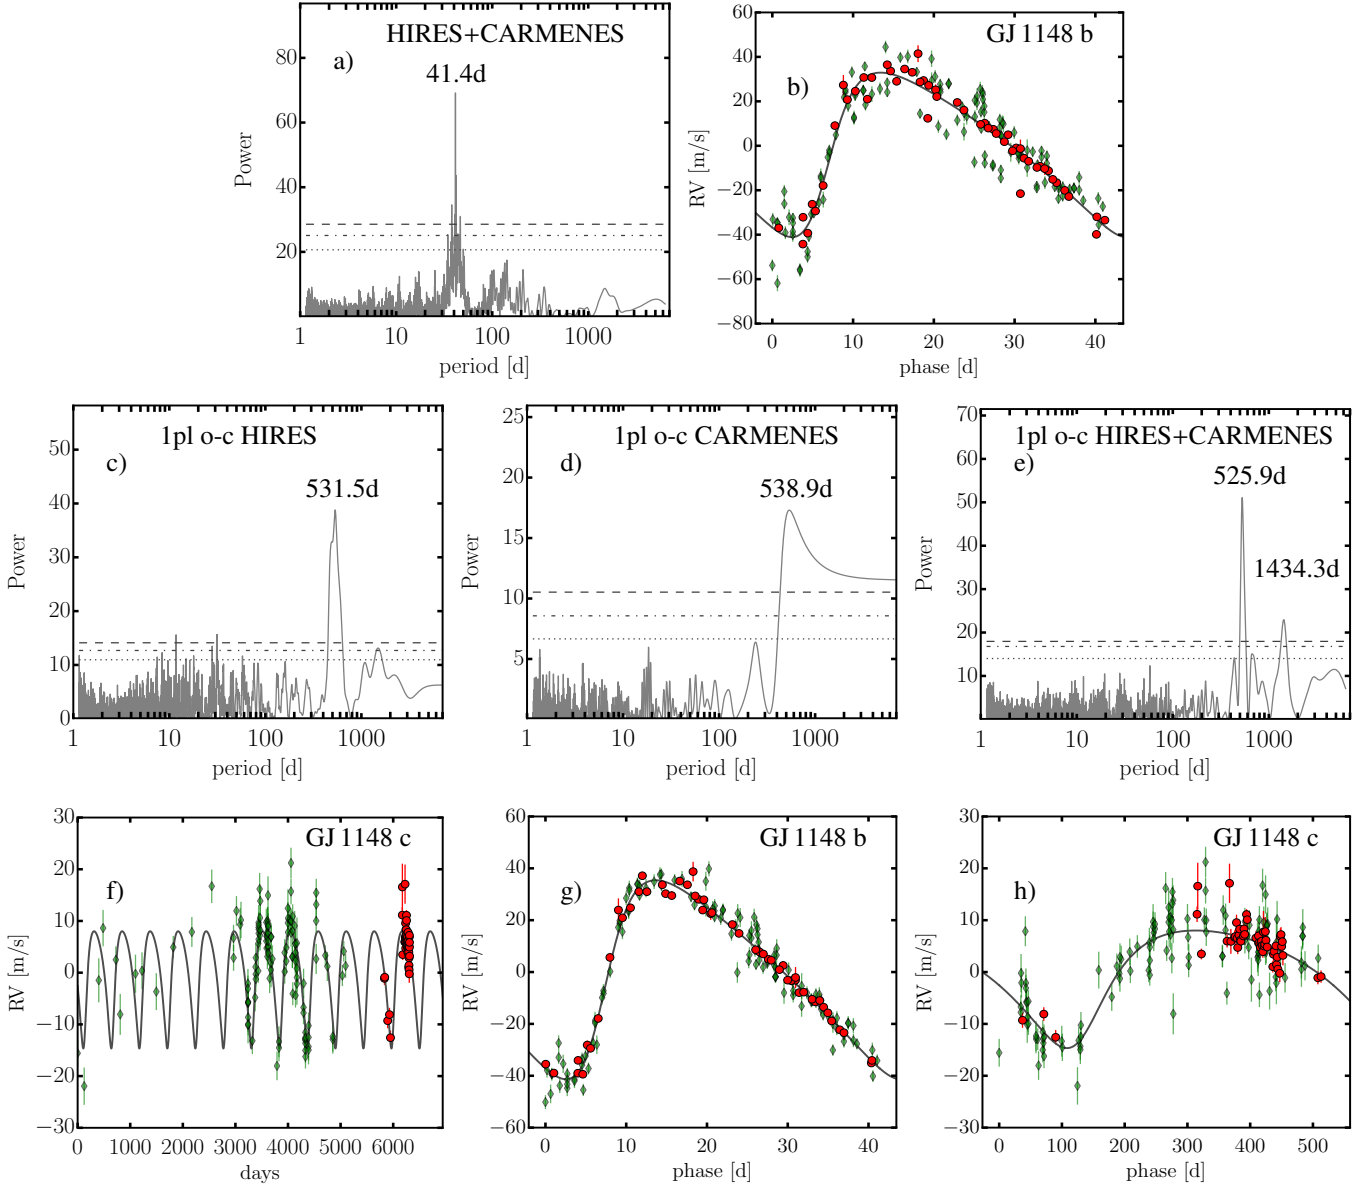 HIRES+CARMENES
a)
41.4d
80
60
40
20
Power
1 10 100 1000
period [d]
GJ 1148 b
b)
60
40
20
0
−20
−40
−60
−80
RV [m/s]
0 10 20 30 40
phase [d]
1pl o-c HIRES
c)
531.5d
50
40
30
20
10
0
Power
1 10 100 1000
period [d]
1pl o-c CARMENES
d)
538.9d
25
20
15
10
5
Power
1 10 100 1000
period [d]
1pl o-c HIRES+CARMENES
e)
525.9d
1434.3d
70
60
50
40
30
20
10
Power
1 10 100 1000
period [d]
GJ 1148 c
f)
30
20
10
0
−10
−20
−30
RV [m/s]
0 1000 2000 3000 4000 5000 6000
days
GJ 1148 b
g)
60
40
20
0
−20
−40
−60
RV [m/s]
0 10 20 30 40
phase [d]
GJ 1148 c
h)
30
20
10
0
−10
−20
−30
RV [m/s]
0 100 200 300 400 500
phase [d]